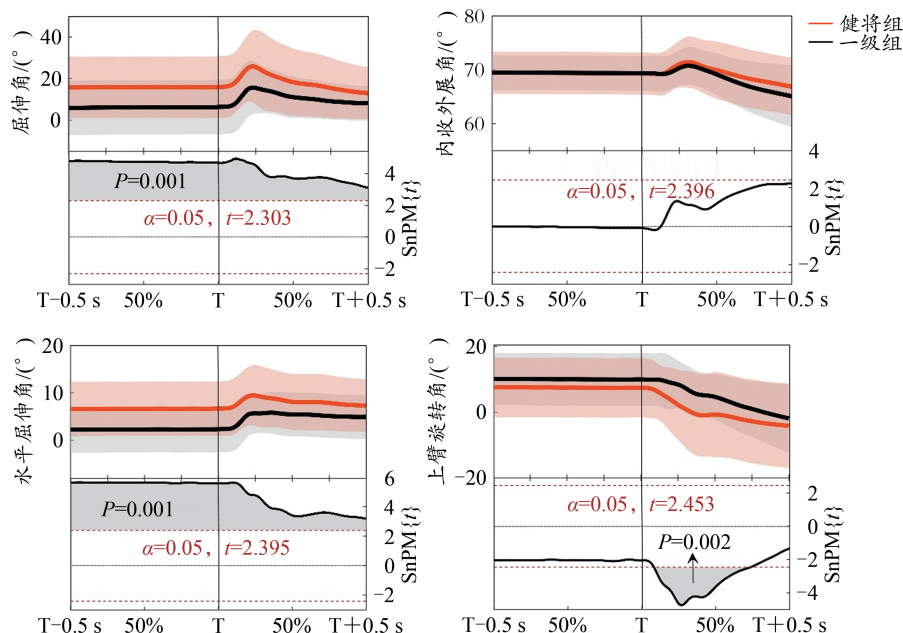 健将组
一级组
屈伸角/(°)
60
40
20
0
P=0.001
α=0.05, t=2.303
4
2
0
−2
SnPM{t}
T−0.5 s
50%
T
50%
T+0.5 s
内收外展角/(°)
80
70
60
α=0.05, t=2.396
4
2
0
−2
SnPM{t}
T−0.5 s
50%
T
50%
T+0.5 s
水平屈伸角/(°)
20
10
0
P=0.001
α=0.05, t=2.395
6
4
2
0
−2
SnPM{t}
T−0.5 s
50%
T
50%
T+0.5 s
上臂旋转角/(°)
20
0
−20
α=0.05, t=2.453
P=0.002
2
0
−2
−4
SnPM{t}
T−0.5 s
50%
T
50%
T+0.5 s